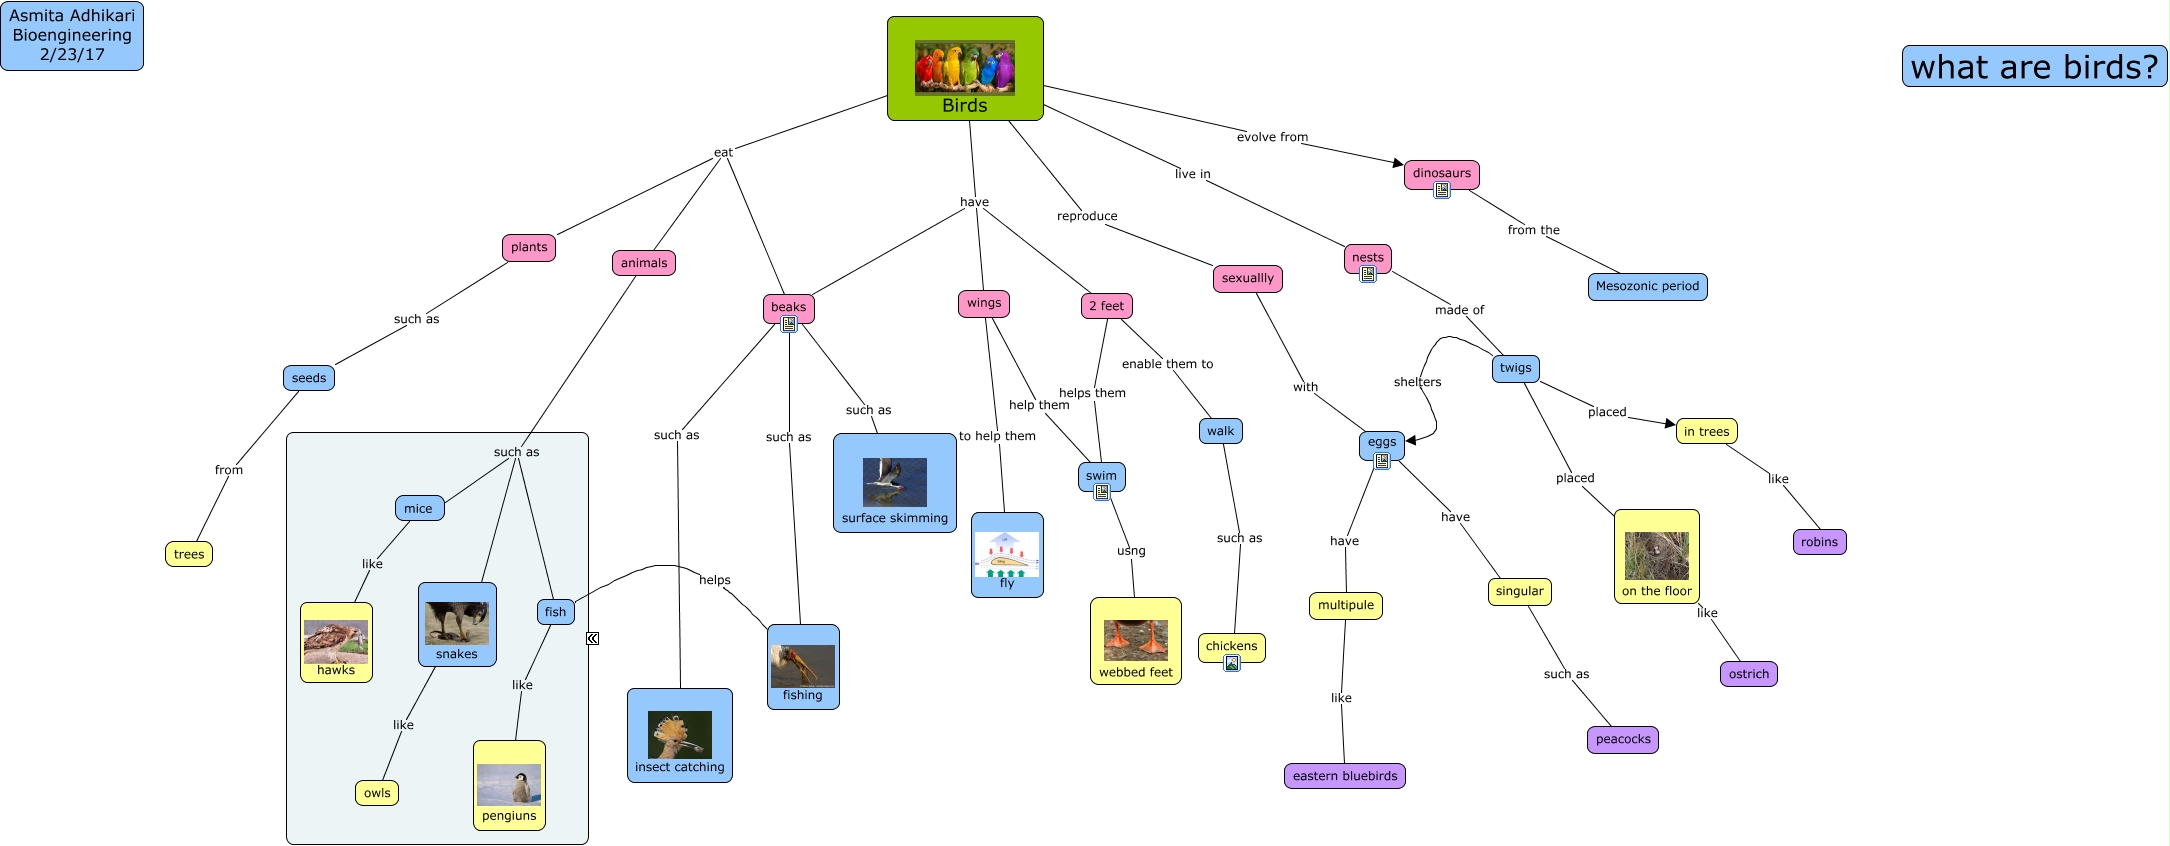 Asmita Adhikari
Bioengineering
2/23/17
what are birds?
Birds
evolve from
eat
live in
dinosaurs
have
reproduce
from the
plants
animals
nests
sexuallly
Mesozonic period
beaks
wings
2 feet
made of
such as
enable them to
twigs
seeds
shelters
with
helps them
help them
such as
placed
in trees
walk
such as
such as
to help them
eggs
such as
from
surface skimming
swim
placed
like
mice
have
such as
have
robins
usng
trees
like
fly
helps
on the floor
singular
multipule
fish
like
snakes
hawks
webbed feet
chickens
ostrich
such as
like
fishing
like
like
peacocks
insect catching
eastern bluebirds
owls
pengiuns